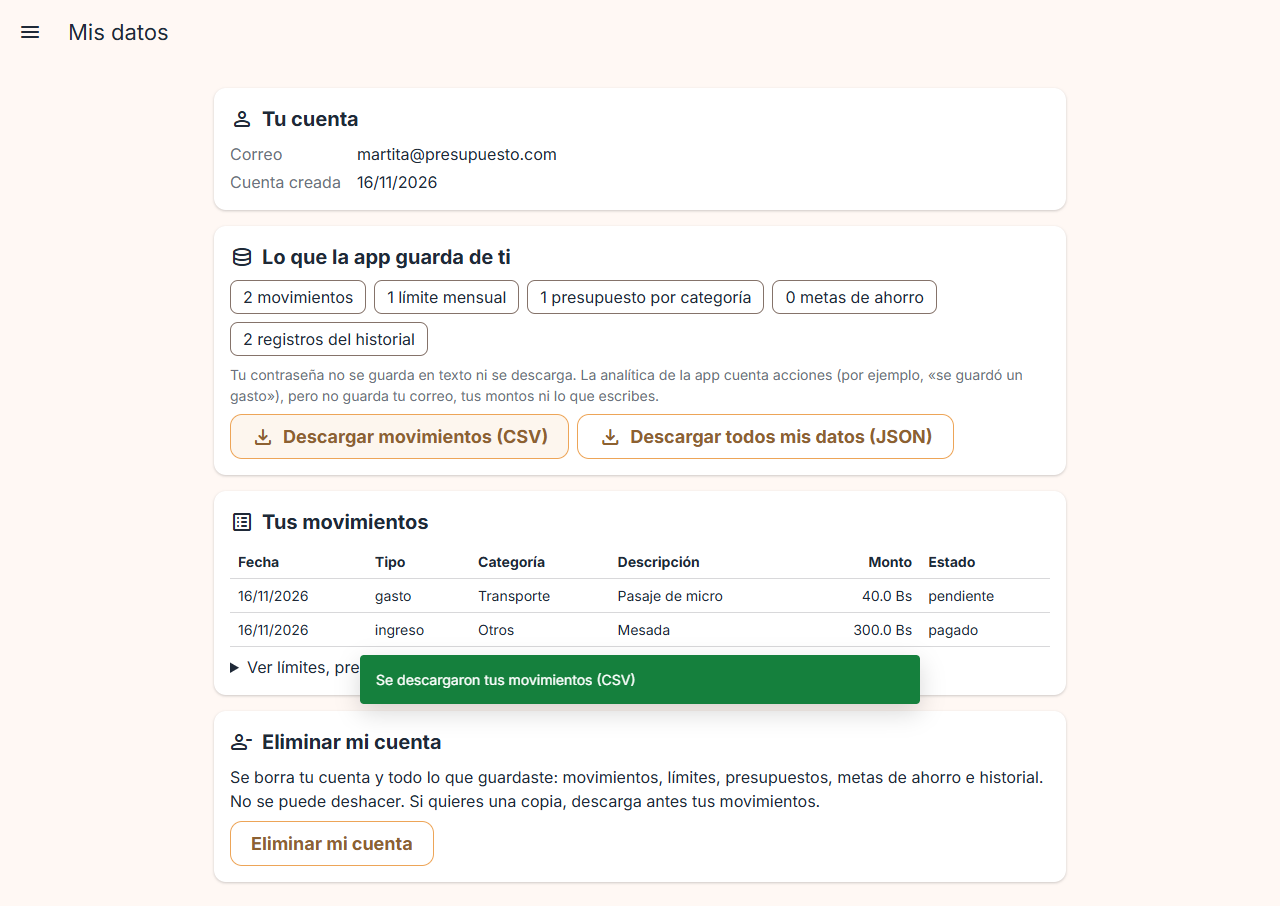 Mis datos
Tu cuenta
Correo martita@presupuesto.com
Cuenta creada 16/11/2026
Lo que la app guarda de ti
2 movimientos 1 límite mensual 1 presupuesto por categoría 0 metas de ahorro
2 registros del historial
Tu contraseña no se guarda en texto ni se descarga. La analítica de la app cuenta acciones (por ejemplo, «se guardó un
gasto»), pero no guarda tu correo, tus montos ni lo que escribes.
Descargar movimientos (CSV) Descargar todos mis datos (JSON)
Tus movimientos
Fecha Tipo Categoría Descripción Monto Estado
16/11/2026 gasto Transporte Pasaje de micro 40.0 Bs pendiente
16/11/2026 ingreso Otros Mesada 300.0 Bs pagado
Ver límites, pre
Se descargaron tus movimientos (CSV)
Eliminar mi cuenta
Se borra tu cuenta y todo lo que guardaste: movimientos, límites, presupuestos, metas de ahorro e historial.
No se puede deshacer. Si quieres una copia, descarga antes tus movimientos.
Eliminar mi cuenta